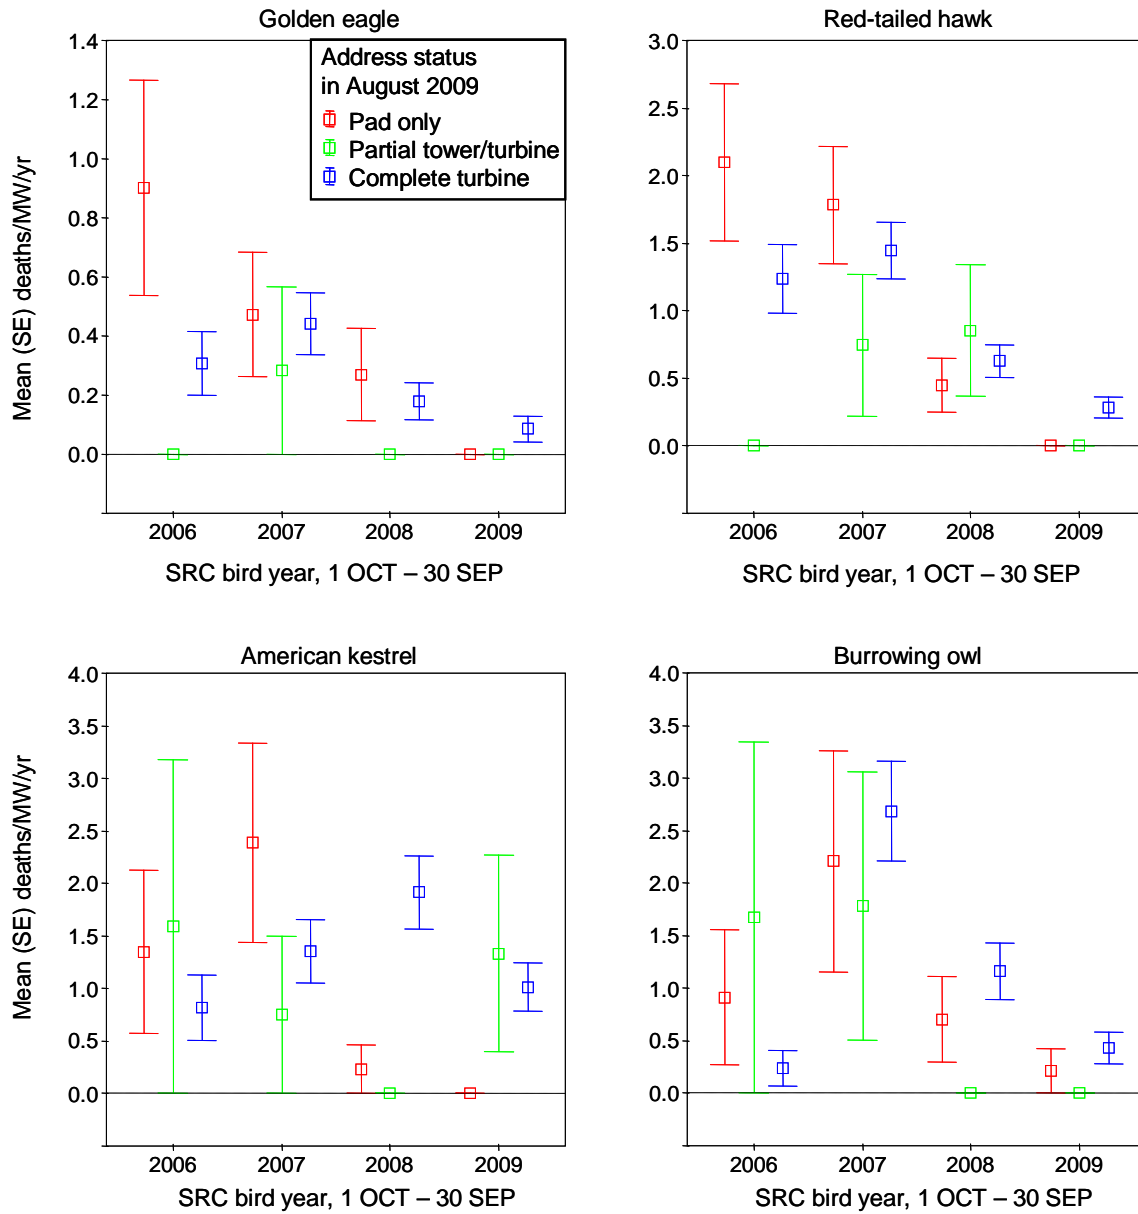 Golden eagle
Mean (SE) deaths/MW/yr
1.4
1.2
1.0
0.8
0.6
0.4
0.2
0.0
Address status
in August 2009
Pad only
Partial tower/turbine
Complete turbine
2006 2007 2008 2009
SRC bird year, 1 OCT – 30 SEP
Red-tailed hawk
3.0
2.5
2.0
1.5
1.0
0.5
0.0
2006 2007 2008 2009
SRC bird year, 1 OCT – 30 SEP
American kestrel
Mean (SE) deaths/MW/yr
4.0
3.5
3.0
2.5
2.0
1.5
1.0
0.5
0.0
2006 2007 2008 2009
SRC bird year, 1 OCT – 30 SEP
Burrowing owl
4.0
3.5
3.0
2.5
2.0
1.5
1.0
0.5
0.0
2006 2007 2008 2009
SRC bird year, 1 OCT – 30 SEP